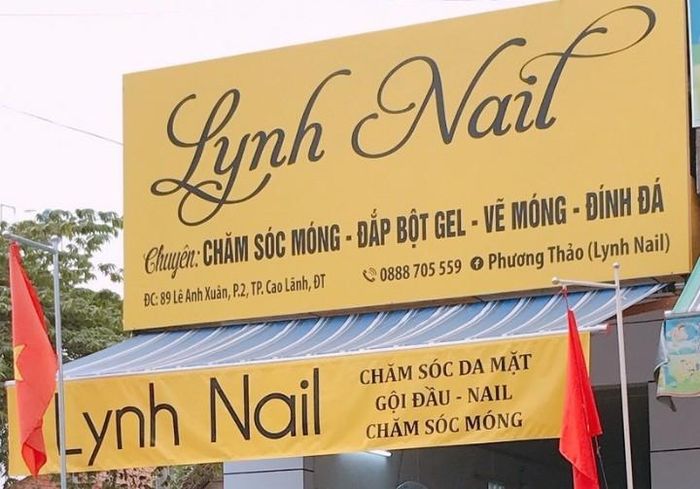 Lynh Nail
Chuyên: CHĂM SÓC MÓNG - ĐẮP BỘT GEL - VẼ MÓNG - ĐÍNH ĐÁ
ĐC: 89 Lê Anh Xuân, P.2, TP. Cao Lãnh, ĐT
0888 705 559 Phương Thảo (Lynh Nail)
Lynh Nail
CHĂM SÓC DA MẶT
GỘI ĐẦU - NAIL
CHĂM SÓC MÓNG